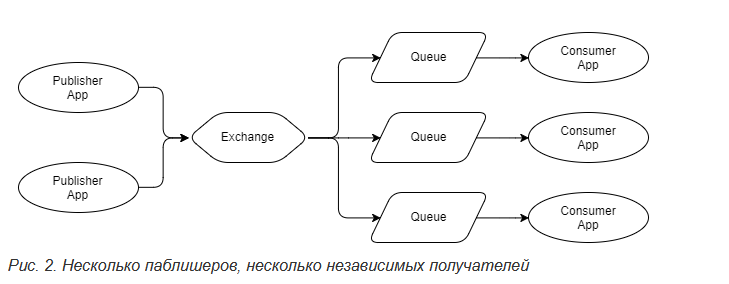 Publisher
App
Publisher
App
Exchange
Queue
Consumer
App
Queue
Consumer
App
Queue
Consumer
App
Рис. 2. Несколько паблишеров, несколько независимых получателей